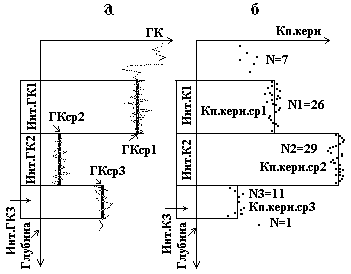 а
ГК
Инт.ГК1
ГКср2
ГКср1
Инт.ГК2
ГКср3
Инт.ГК3
Глубина
б
Кп.керн
N=7
Инт.К1
N1=26
Кп.керн.ср1
N2=29
Инт.К2
Кп.керн.ср2
N3=11
Кп.керн.ср3
Инт.К3
N=1
Глубина